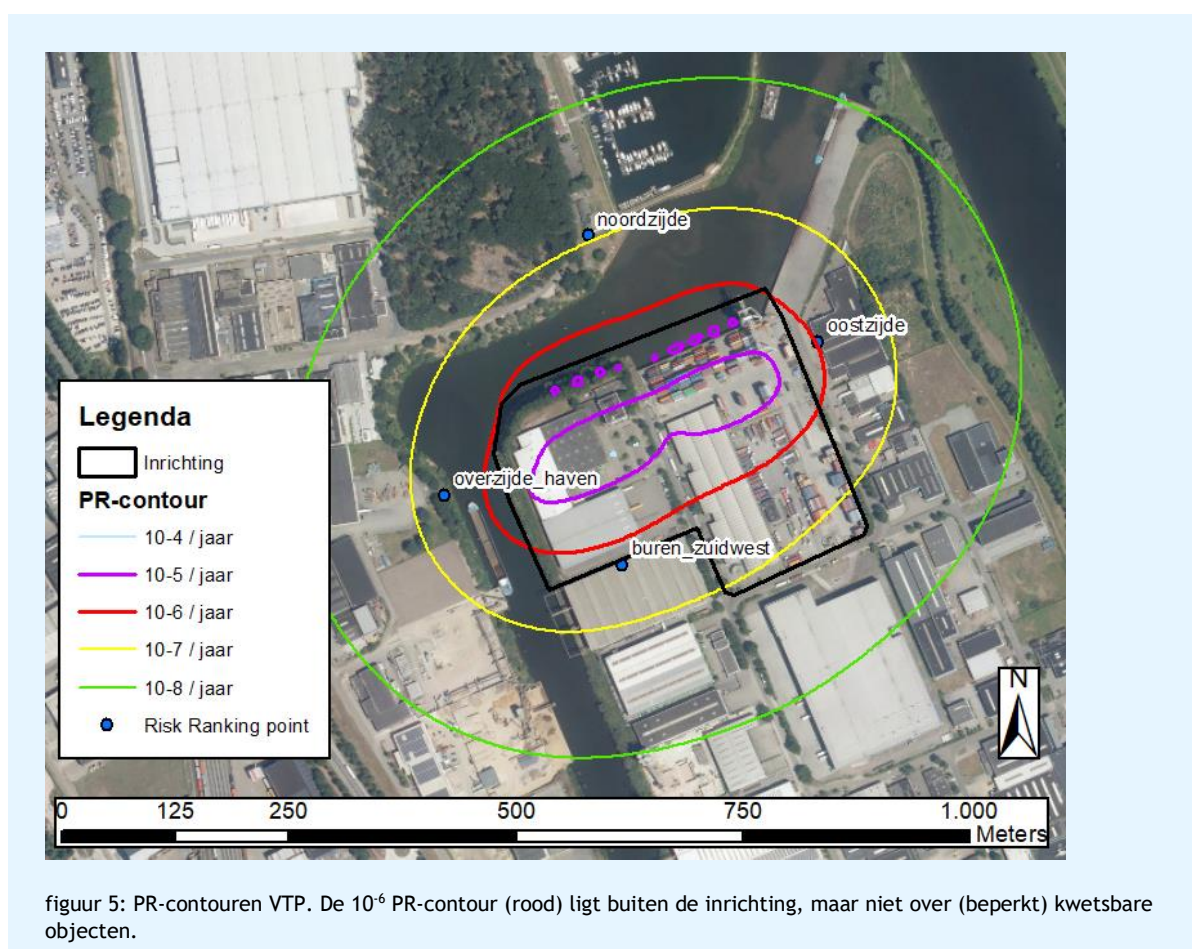 noordzijde
oostzijde
overzijde_haven
buren_zuidwest
Legenda
Inrichting
PR-contour
10-4 / jaar
10-5 / jaar
10-6 / jaar
10-7 / jaar
10-8 / jaar
Risk Ranking point
N
0 125 250 500 750 1.000
Meters
figuur 5: PR-contouren VTP. De 10⁻⁶ PR-contour (rood) ligt buiten de inrichting, maar niet over (beperkt) kwetsbare
objecten.